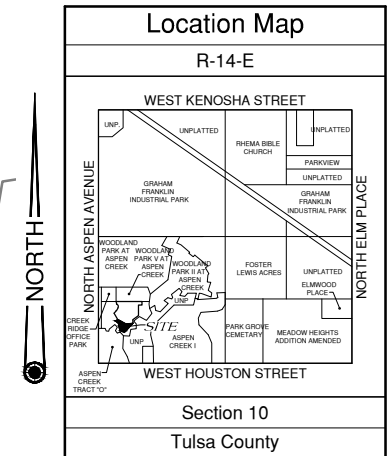 Location Map
R-14-E
WEST KENOSHA STREET
NORTH
NORTH ASPEN AVENUE
NORTH ELM PLACE
UNP.
UNPLATTED
UNPLATTED
RHEMA BIBLE
CHURCH
PARKVIEW
UNPLATTED
GRAHAM
FRANKLIN
INDUSTRIAL PARK
GRAHAM
FRANKLIN
INDUSTRIAL PARK
WOODLAND
PARK AT
ASPEN
CREEK
WOODLAND
PARK V AT
ASPEN
CREEK
WOODLAND
PARK II AT
ASPEN
CREEK
FOSTER
LEWIS ACRES
UNPLATTED
ELMWOOD
PLACE
UNP
CREEK
RIDGE
OFFICE
PARK
SITE
UNP
ASPEN
CREEK I
PARK GROVE
CEMETARY
MEADOW HEIGHTS
ADDITION AMENDED
ASPEN
CREEK
TRACT "O"
WEST HOUSTON STREET
Section 10
Tulsa County